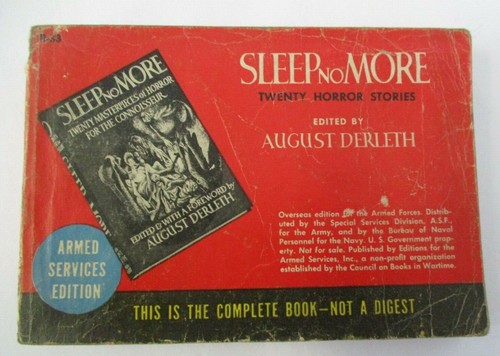 SLEEP NO MORE
TWENTY MASTERPIECES OF HORROR
FOR THE CONNOISSEUR
EDITED & WITH A FOREWORD by
AUGUST DERLETH
SLEEP NO MORE
TWENTY HORROR STORIES
EDITED BY
AUGUST DERLETH
Overseas edition for the Armed Forces. Distrib-
uted by the Special Services Division, A.S.F.,
for the Army, and by the Bureau of Naval
Personnel for the Navy. U. S. Government prop-
erty. Not for sale. Published by Editions for the
Armed Services, Inc., a non-profit organization
established by the Council on Books in Wartime.
ARMED
SERVICES
EDITION
THIS IS THE COMPLETE BOOK—NOT A DIGEST